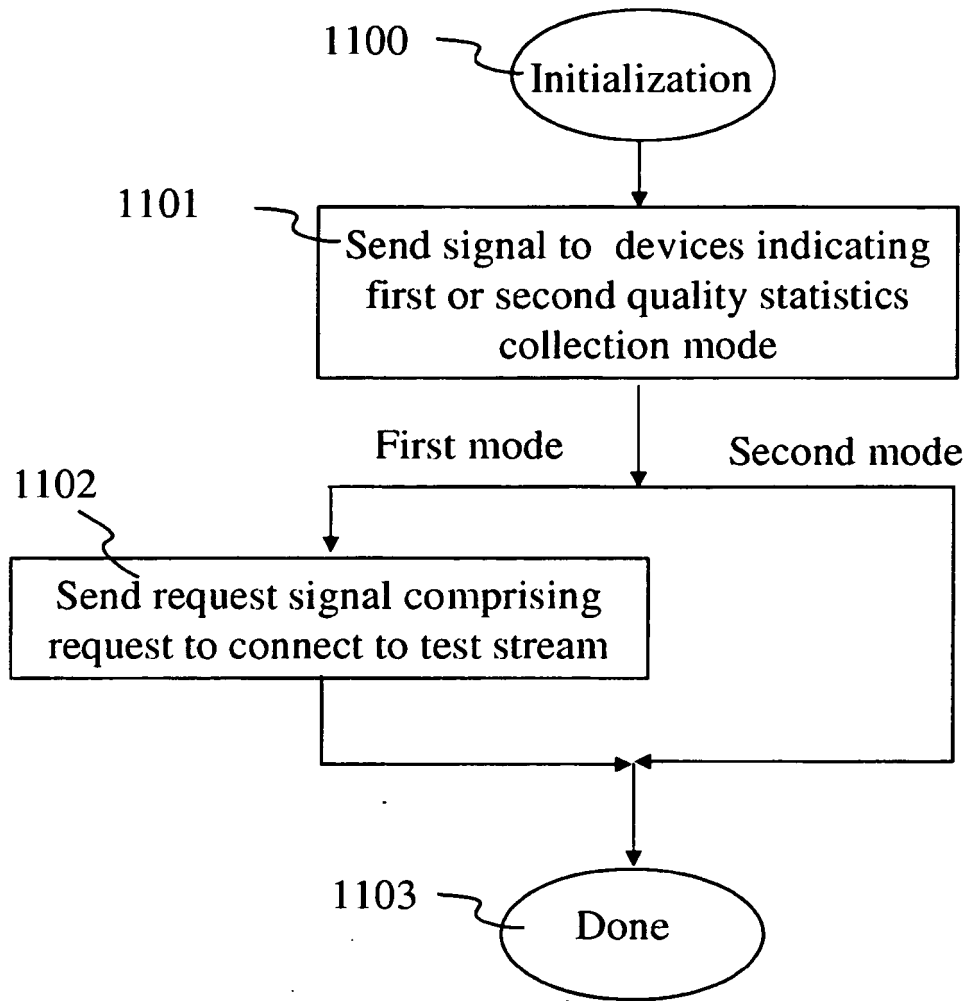 1100
Initialization
1101
Send signal to devices indicating
first or second quality statistics
collection mode
First mode
Second mode
1102
Send request signal comprising
request to connect to test stream
1103
Done